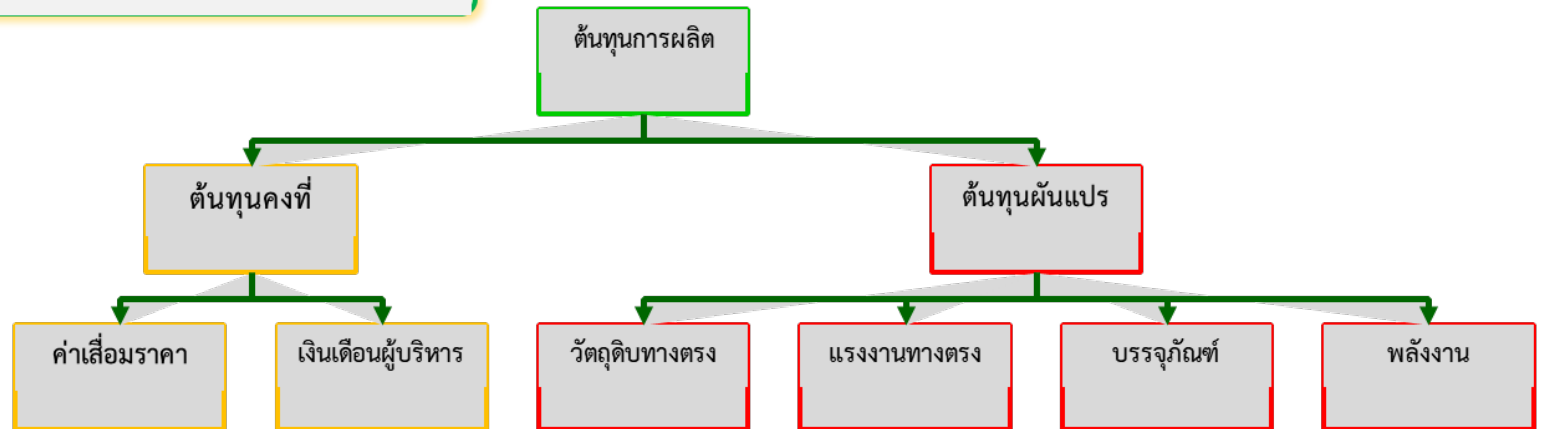 ต้นทุนการผลิต
ต้นทุนคงที่
ต้นทุนผันแปร
ค่าเสื่อมราคา
เงินเดือนผู้บริหาร
วัตถุดิบทางตรง
แรงงานทางตรง
บรรจุภัณฑ์
พลังงาน